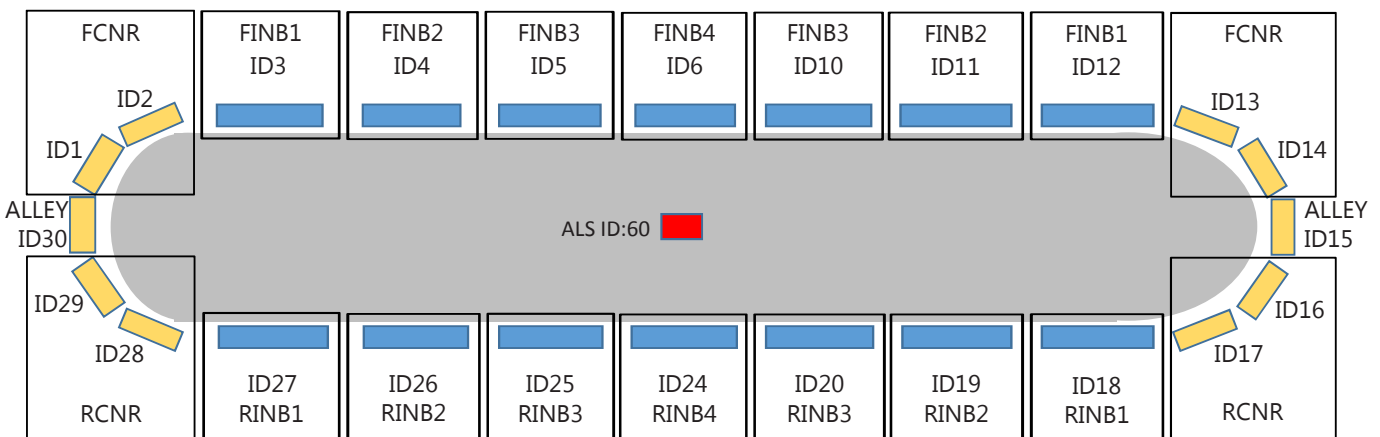 FCNR
FINB1
FINB2
FINB3
FINB4
FINB3
FINB2
FINB1
FCNR
ID3
ID4
ID5
ID6
ID10
ID11
ID12
ID2
ID13
ID1
ID14
ALLEY
ID30
ALS ID:60
ALLEY
ID15
ID29
ID16
ID28
ID17
ID27
ID26
ID25
ID24
ID20
ID19
ID18
RCNR
RINB1
RINB2
RINB3
RINB4
RINB3
RINB2
RINB1
RCNR